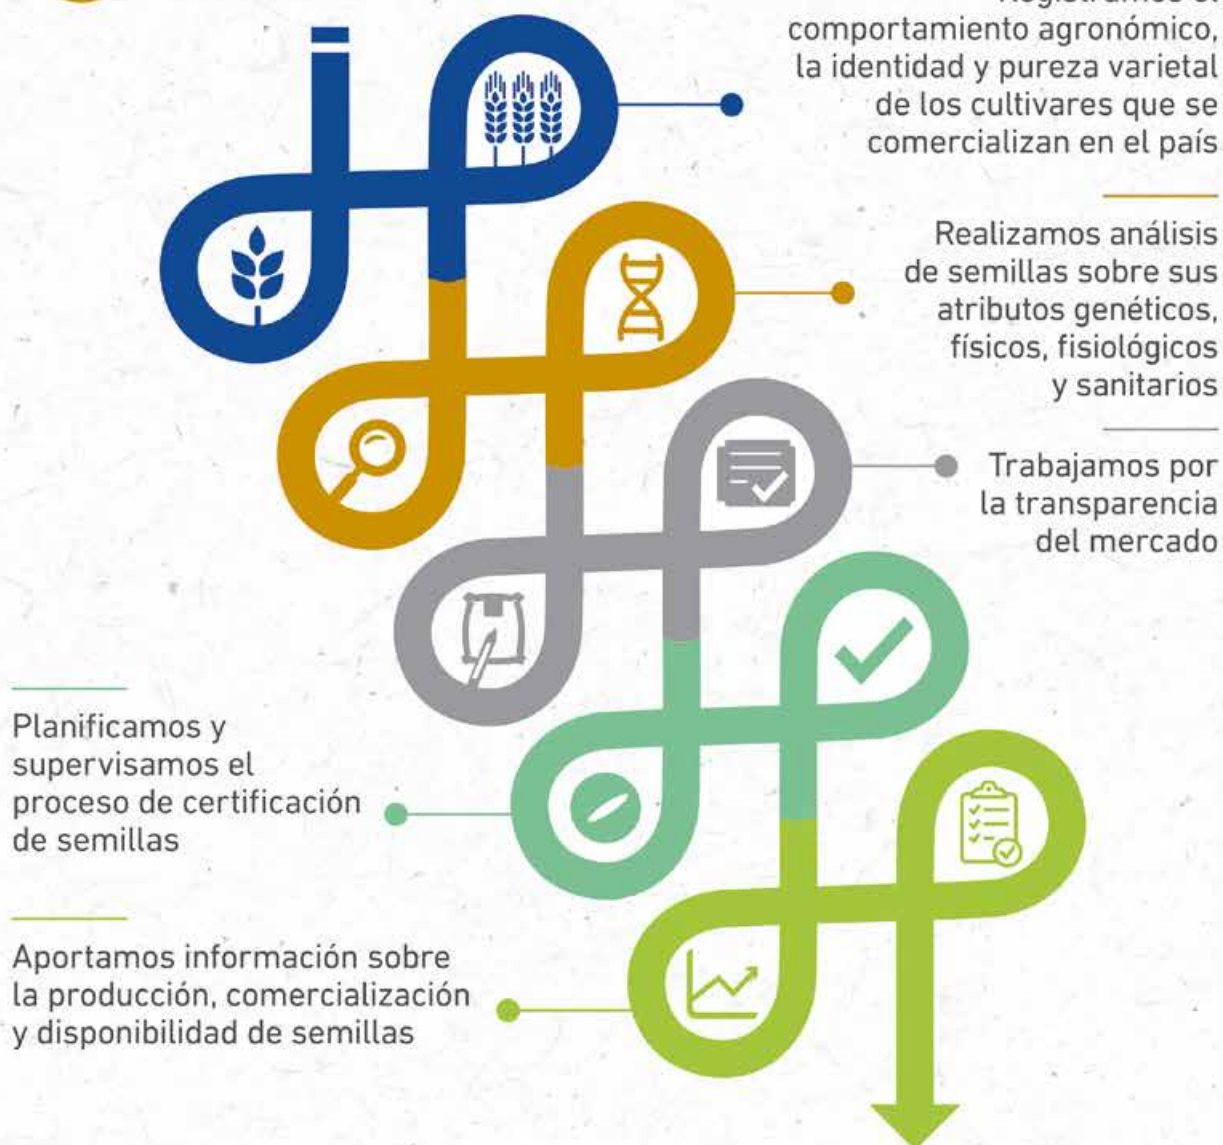 comportamiento agronómico,
la identidad y pureza varietal
de los cultivares que se
comercializan en el país
Realizamos análisis
de semillas sobre sus
atributos genéticos,
físicos, fisiológicos
y sanitarios
Trabajamos por
la transparencia
del mercado
Planificamos y
supervisamos el
proceso de certificación
de semillas
Aportamos información sobre
la producción, comercialización
y disponibilidad de semillas